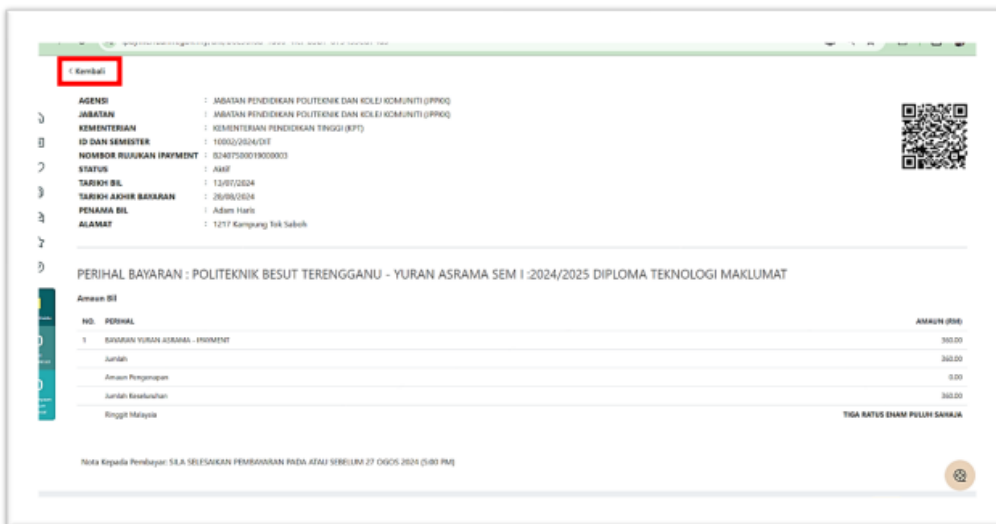 < Kembali
AGENSI : JABATAN PENDIDIKAN POLITEKNIK DAN KOLEJ KOMUNITI (JPPKK)
JABATAN : JABATAN PENDIDIKAN POLITEKNIK DAN KOLEJ KOMUNITI (JPPKK)
KEMENTERIAN : KEMENTERIAN PENDIDIKAN TINGGI (KPT)
ID DAN SEMESTER : 10002/2024/DIT
NOMBOR RUJUKAN IPAYMENT :
STATUS : Aktif
TARIKH BIL : 13/07/2024
TARIKH AKHIR BAYARAN : 28/08/2024
PENAMA BIL : Adam Haris
ALAMAT : 1217 Kampung Tok Saboh
PERIHAL BAYARAN : POLITEKNIK BESUT TERENGGANU - YURAN ASRAMA SEM I :2024/2025 DIPLOMA TEKNOLOGI MAKLUMAT
Amaun Bil
NO. PERIHAL AMAUN (RM)
1 BAYARAN YURAN ASRAMA - IPAYMENT 360.00
Jumlah 360.00
Amaun Pengenapan 0.00
Jumlah Keseluruhan 360.00
Ringgit Malaysia TIGA RATUS ENAM PULUH SAHAJA
Nota Kepada Pembayar: SILA SELESAIKAN PEMBAYARAN PADA ATAU SEBELUM 27 OGOS 2024 (5:00 PM)